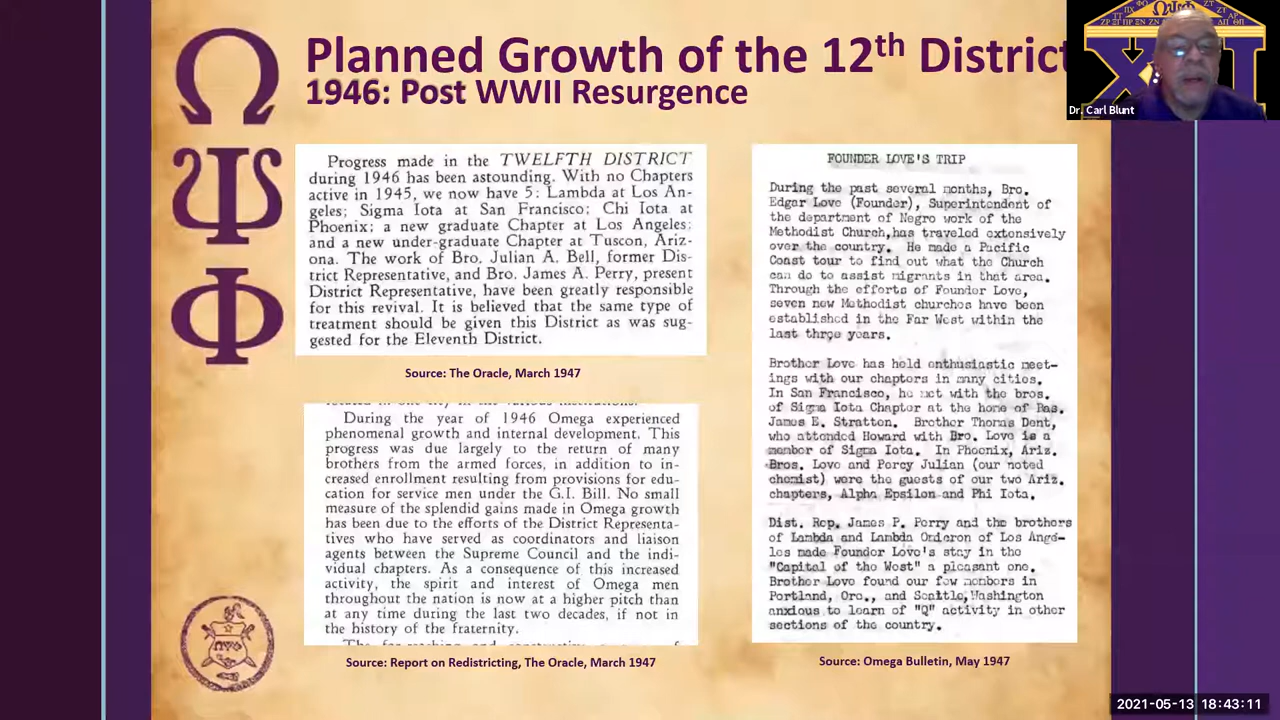 Planned Growth of the 12th District
1946: Post WWII Resurgence
Ω
Ψ
Φ
Progress made in the TWELFTH DISTRICT
during 1946 has been astounding. With no Chapters
active in 1945, we now have 5: Lambda at Los An-
geles; Sigma Iota at San Francisco; Chi Iota at
Phoenix; a new graduate Chapter at Los Angeles;
and a new under-graduate Chapter at Tuscon, Ariz-
ona. The work of Bro. Julian A. Bell, former Dis-
trict Representative, and Bro. James A. Perry, present
District Representative, have been greatly responsible
for this revival. It is believed that the same type of
treatment should be given this District as was sug-
gested for the Eleventh District.
Source: The Oracle, March 1947
During the year of 1946 Omega experienced
phenomenal growth and internal development. This
progress was due largely to the return of many
brothers from the armed forces, in addition to in-
creased enrollment resulting from provisions for edu-
cation for service men under the G.I. Bill. No small
measure of the splendid gains made in Omega growth
has been due to the efforts of the District Representa-
tives who have served as coordinators and liaison
agents between the Supreme Council and the indi-
vidual chapters. As a consequence of this increased
activity, the spirit and interest of Omega men
throughout the nation is now at a higher pitch than
at any time during the last two decades, if not in
the history of the fraternity.
Source: Report on Redistricting, The Oracle, March 1947
FOUNDER LOVE'S TRIP
During the past several months, Bro.
Edgar Love (Founder), Superintendent of
the department of Negro work of the
Methodist Church,has traveled extensively
over the country. He made a Pacific
Coast tour to find out what the Church
can do to assist migrants in that area.
Through the efforts of Founder Love,
seven new Methodist churches have been
established in the Far West within the
last three years.
Brother Love has held enthusiastic meet-
ings with our chapters in many cities.
In San Francisco, he met with the bros.
of Sigma Iota Chapter at the home of Bas.
James E. Stratton. Brother Thomas Dent,
who attended Howard with Bro. Love is a
member of Sigma Iota. In Phoenix, Ariz.
Bros. Love and Percy Julian (our noted
chemist) were the guests of our two Ariz.
chapters, Alpha Epsilon and Phi Iota.
Dist. Rep. James P. Perry and the brothers
of Lambda and Lambda Omicron of Los Ange-
les made Founder Love's stay in the
"Capital of the West" a pleasant one.
Brother Love found our few members in
Portland, Ore., and Seattle,Washington
anxious to learn of "Q" activity in other
sections of the country.
Source: Omega Bulletin, May 1947
Dr. Carl Blunt
2021-05-13 18:43:11